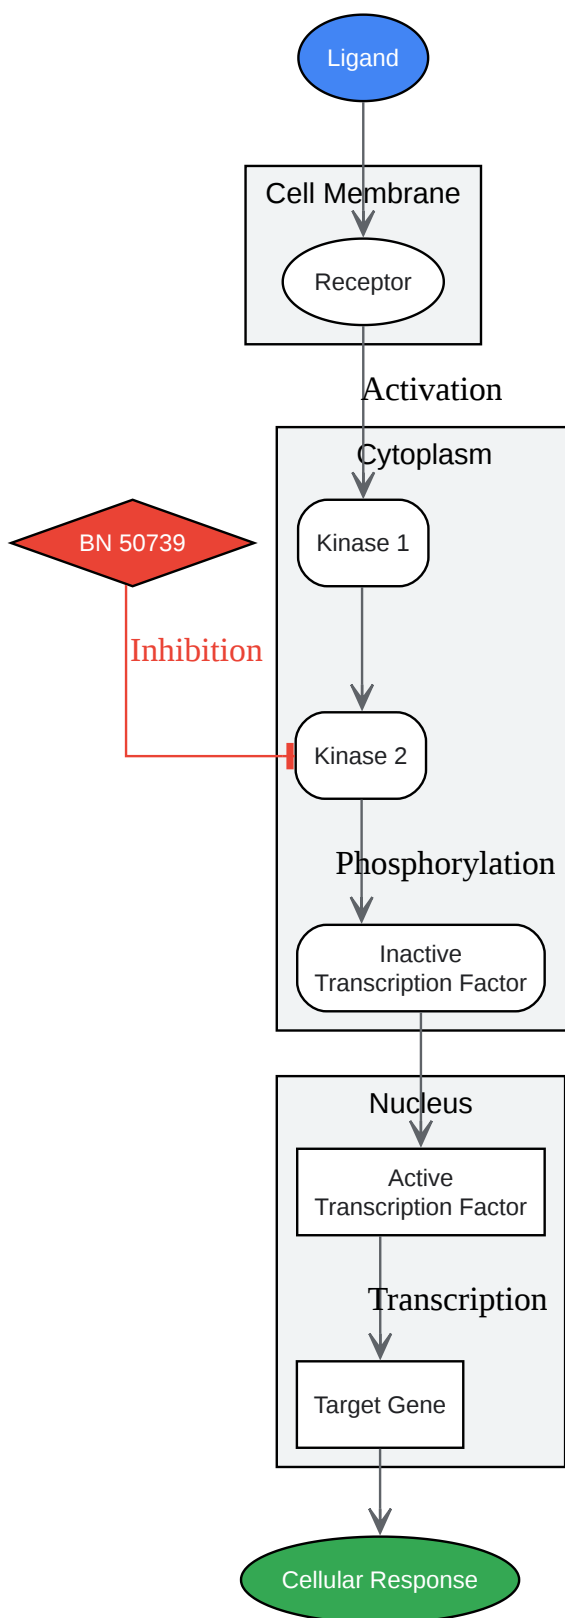 Ligand
Cell Membrane
Receptor
Activation
Cytoplasm
BN 50739
Kinase 1
Inhibition
Kinase 2
Phosphorylation
Inactive
Transcription Factor
Nucleus
Active
Transcription Factor
Transcription
Target Gene
Cellular Response